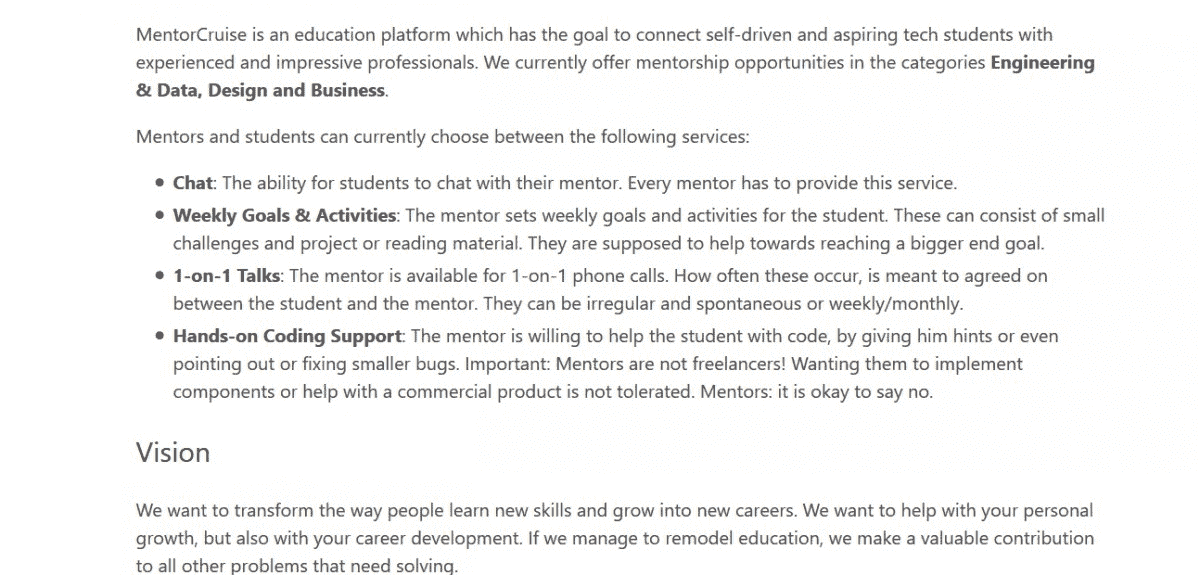 MentorCruise is an education platform which has the goal to connect self-driven and aspiring tech students with
experienced and impressive professionals. We currently offer mentorship opportunities in the categories Engineering
& Data, Design and Business.
Mentors and students can currently choose between the following services:
• Chat: The ability for students to chat with their mentor. Every mentor has to provide this service.
• Weekly Goals & Activities: The mentor sets weekly goals and activities for the student. These can consist of small
challenges and project or reading material. They are supposed to help towards reaching a bigger end goal.
• 1-on-1 Talks: The mentor is available for 1-on-1 phone calls. How often these occur, is meant to agreed on
between the student and the mentor. They can be irregular and spontaneous or weekly/monthly.
• Hands-on Coding Support: The mentor is willing to help the student with code, by giving him hints or even
pointing out or fixing smaller bugs. Important: Mentors are not freelancers! Wanting them to implement
components or help with a commercial product is not tolerated. Mentors: it is okay to say no.
Vision
We want to transform the way people learn new skills and grow into new careers. We want to help with your personal
growth, but also with your career development. If we manage to remodel education, we make a valuable contribution
to all other problems that need solving.